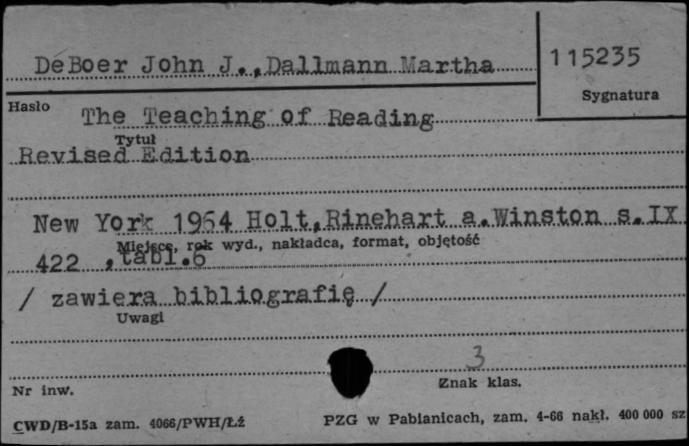 DeBoer John J.,Dallmann Martha
115235
Hasło
Sygnatura
The Teaching of Reading
Tytuł
Revised Edition
New York 1964 Holt,Rinehart a.Winston s.IX
Miejsce, rok wyd., nakładca, format, objętość
422 ,tabl.6
/ zawiera bibliografię /
Uwagi
3
Nr inw.
Znak klas.
CWD/B-15a zam. 4066/PWH/Łź
PZG w Pabianicach, zam. 4-66 nakł. 400 000 sz